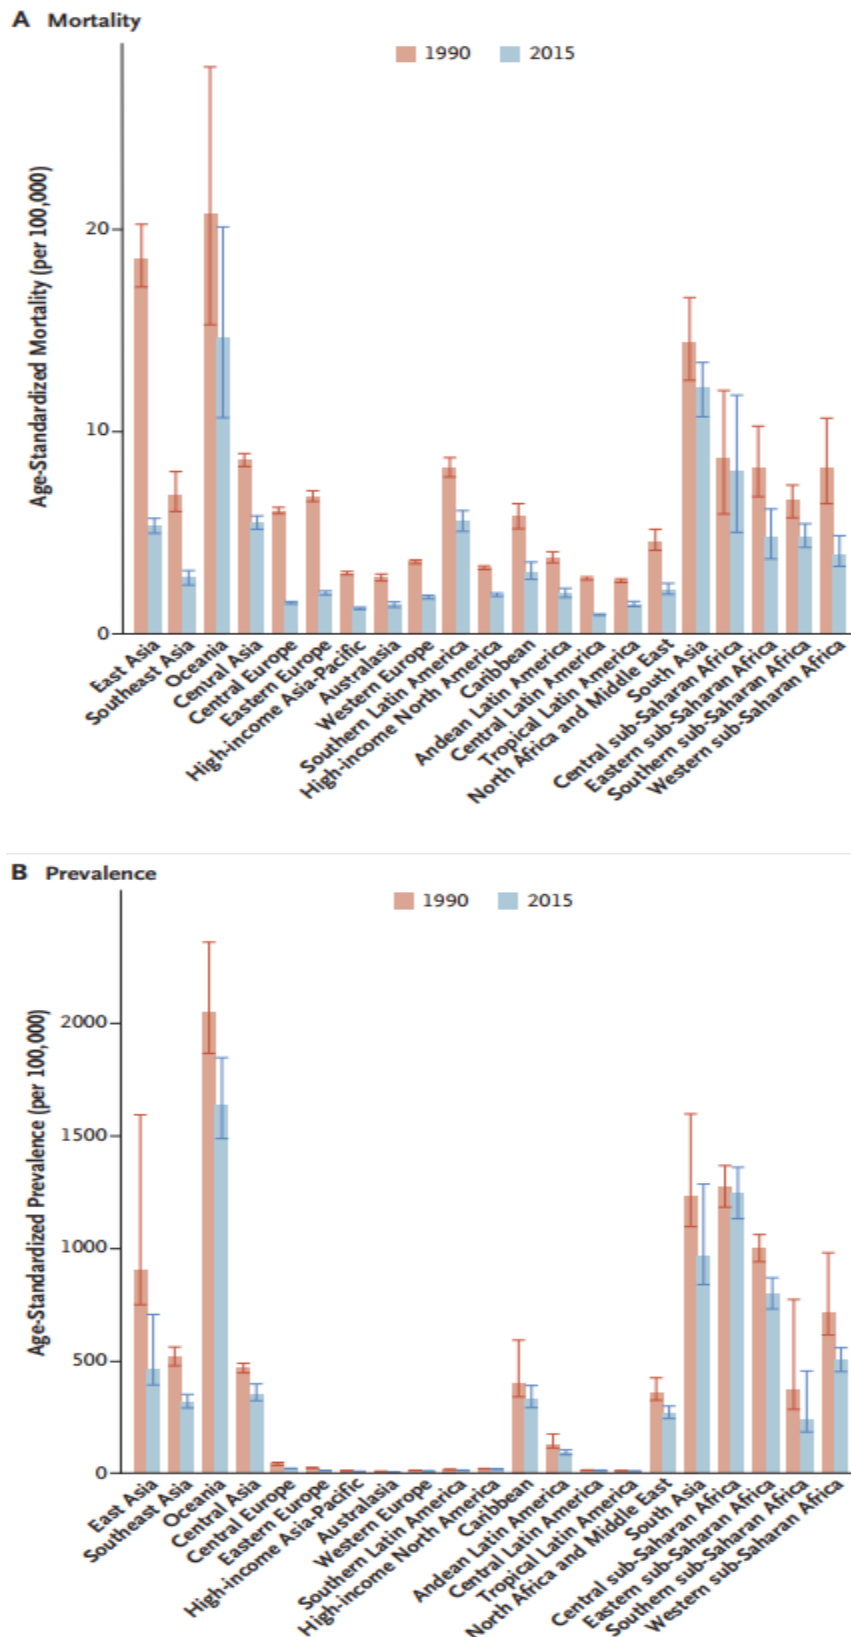 A Mortality
1990
2015
Age-Standardized Mortality (per 100,000)
20
10
0
East Asia
Southeast Asia
Oceania
Central Asia
Central Europe
Eastern Europe
High-income Asia-Pacific
Australasia
Western Europe
Southern Latin America
High-income North America
Caribbean
Andean Latin America
Central Latin America
Tropical Latin America
North Africa and Middle East
South Asia
Central sub-Saharan Africa
Eastern sub-Saharan Africa
Southern sub-Saharan Africa
Western sub-Saharan Africa
B Prevalence
1990
2015
Age-Standardized Prevalence (per 100,000)
2000
1500
1000
500
0
East Asia
Southeast Asia
Oceania
Central Asia
Central Europe
Eastern Europe
High-income Asia-Pacific
Australasia
Western Europe
Southern Latin America
High-income North America
Caribbean
Andean Latin America
Central Latin America
Tropical Latin America
North Africa and Middle East
South Asia
Central sub-Saharan Africa
Eastern sub-Saharan Africa
Southern sub-Saharan Africa
Western sub-Saharan Africa